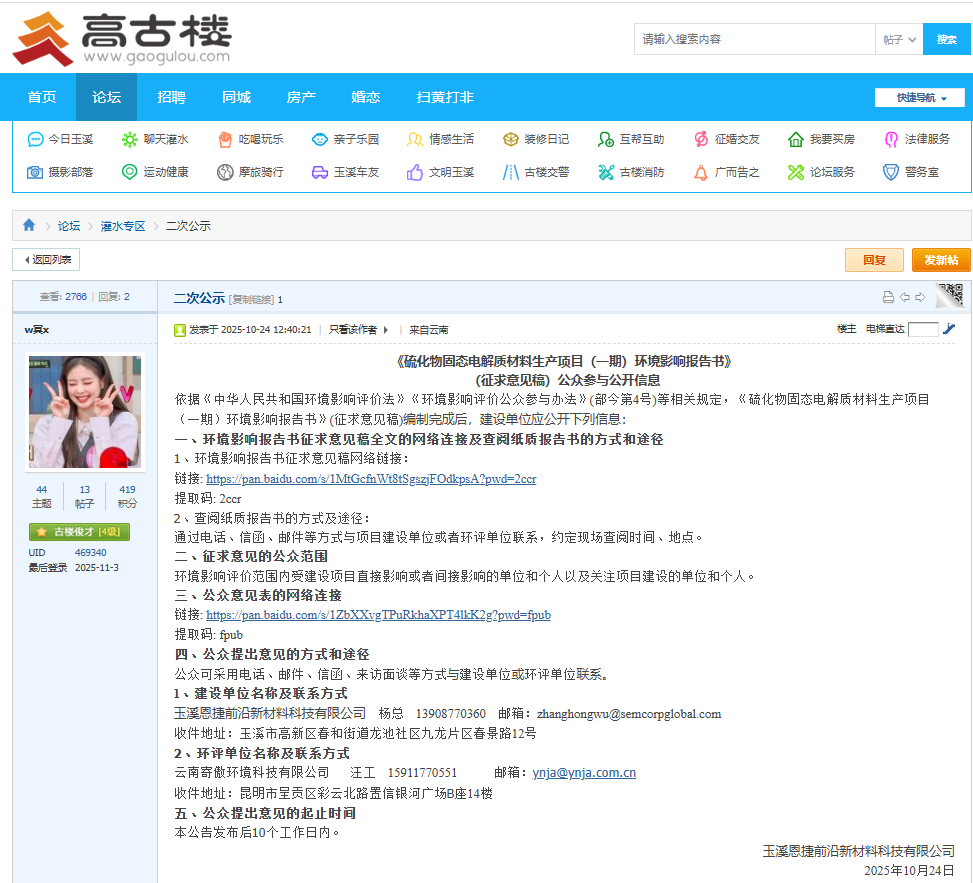 高古楼
www.gaogulou.com
请输入搜索内容 帖子 搜索
首页 论坛 招聘 同城 房产 婚恋 扫黄打非 快捷导航
今日玉溪 聊天灌水 吃喝玩乐 亲子乐园 情感生活 装修日记 互帮互助 征婚交友 我要买房 法律服务
摄影部落 运动健康 摩旅骑行 玉溪车友 文明玉溪 古楼交警 古楼消防 广而告之 论坛服务 警务室
论坛 灌水专区 二次公示
返回列表 回复 发新帖
查看: 2766 | 回复: 2 二次公示 [复制链接] 1
w冥x 发表于 2025-10-24 12:40:21 | 只看该作者 | 来自云南 楼主 电梯直达
《硫化物固态电解质材料生产项目（一期）环境影响报告书》
（征求意见稿）公众参与公开信息
依据《中华人民共和国环境影响评价法》《环境影响评价公众参与办法》(部令第4号)等相关规定，《硫化物固态电解质材料生产项目
（一期）环境影响报告书》(征求意见稿)编制完成后，建设单位应公开下列信息：
一、环境影响报告书征求意见稿全文的网络连接及查阅纸质报告书的方式和途径
1、环境影响报告书征求意见稿网络链接：
链接: https://pan.baidu.com/s/1MtGcfnWt8tSgszjFOdkpsA?pwd=2ccr
提取码: 2ccr
2、查阅纸质报告书的方式及途径：
通过电话、信函、邮件等方式与项目建设单位或者环评单位联系，约定现场查阅时间、地点。
二、征求意见的公众范围
环境影响评价范围内受建设项目直接影响或者间接影响的单位和个人以及关注项目建设的单位和个人。
三、公众意见表的网络连接
链接: https://pan.baidu.com/s/1ZbXXvgTPuRkhaXPT4lkK2g?pwd=fpub
提取码: fpub
四、公众提出意见的方式和途径
公众可采用电话、邮件、信函、来访面谈等方式与建设单位或环评单位联系。
1、建设单位名称及联系方式
玉溪恩捷前沿新材料科技有限公司 杨总 13908770360 邮箱：zhanghongwu@semcorpglobal.com
收件地址：玉溪市高新区春和街道龙池社区九龙片区春景路12号
2、环评单位名称及联系方式
云南寄傲环境科技有限公司 汪工 15911770551 邮箱：ynja@ynja.com.cn
收件地址：昆明市呈贡区彩云北路置信银河广场B座14楼
五、公众提出意见的起止时间
本公告发布后10个工作日内。
玉溪恩捷前沿新材料科技有限公司
2025年10月24日
44 13 419
主题 帖子 积分
古楼俊才 [4级]
UID 469340
最后登录 2025-11-3